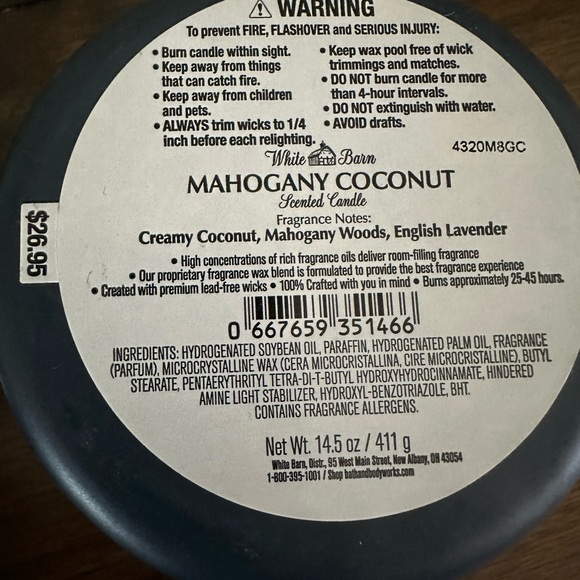 ⚠ WARNING
To prevent FIRE, FLASHOVER and SERIOUS INJURY:
• Burn candle within sight.
• Keep away from things
that can catch fire.
• Keep away from children
and pets.
• ALWAYS trim wicks to 1/4
inch before each relighting.
• Keep wax pool free of wick
trimmings and matches.
• DO NOT burn candle for more
than 4-hour intervals.
• DO NOT extinguish with water.
• AVOID drafts.
4320M8GC
White Barn
MAHOGANY COCONUT
Scented Candle
Fragrance Notes:
Creamy Coconut, Mahogany Woods, English Lavender
• High concentrations of rich fragrance oils deliver room-filling fragrance
• Our proprietary fragrance wax blend is formulated to provide the best fragrance experience
• Created with premium lead-free wicks • 100% Crafted with you in mind • Burns approximately 25-45 hours.
$26.95
0 667659 351466
INGREDIENTS: HYDROGENATED SOYBEAN OIL, PARAFFIN, HYDROGENATED PALM OIL, FRAGRANCE
(PARFUM), MICROCRYSTALLINE WAX (CERA MICROCRISTALLINA, CIRE MICROCRISTALLINE), BUTYL
STEARATE, PENTAERYTHRITYL TETRA-DI-T-BUTYL HYDROXYHYDROCINNAMATE, HINDERED
AMINE LIGHT STABILIZER, HYDROXYL-BENZOTRIAZOLE, BHT.
CONTAINS FRAGRANCE ALLERGENS.
Net Wt. 14.5 oz / 411 g
White Barn, Distr., 95 West Main Street, New Albany, OH 43054
1-800-395-1001 / Shop bathandbodyworks.com